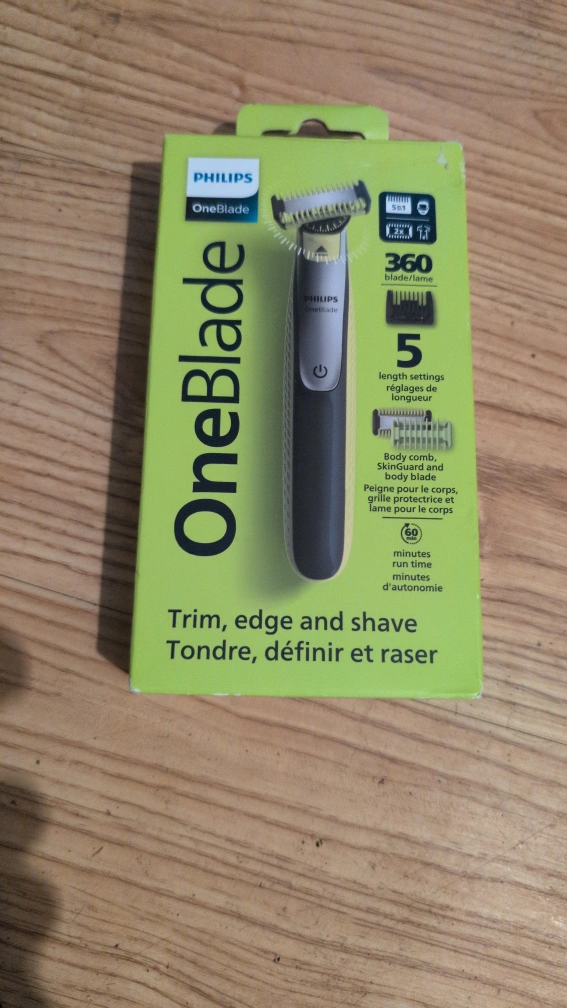 PHILIPS
OneBlade
OneBlade
PHILIPS
OneBlade
5in1
2x
360
blade/lame
5
length settings
réglages de
longueur
Body comb,
SkinGuard and
body blade
Peigne pour le corps,
grille protectrice et
lame pour le corps
60
min
minutes
run time
minutes
d'autonomie
Trim, edge and shave
Tondre, définir et raser